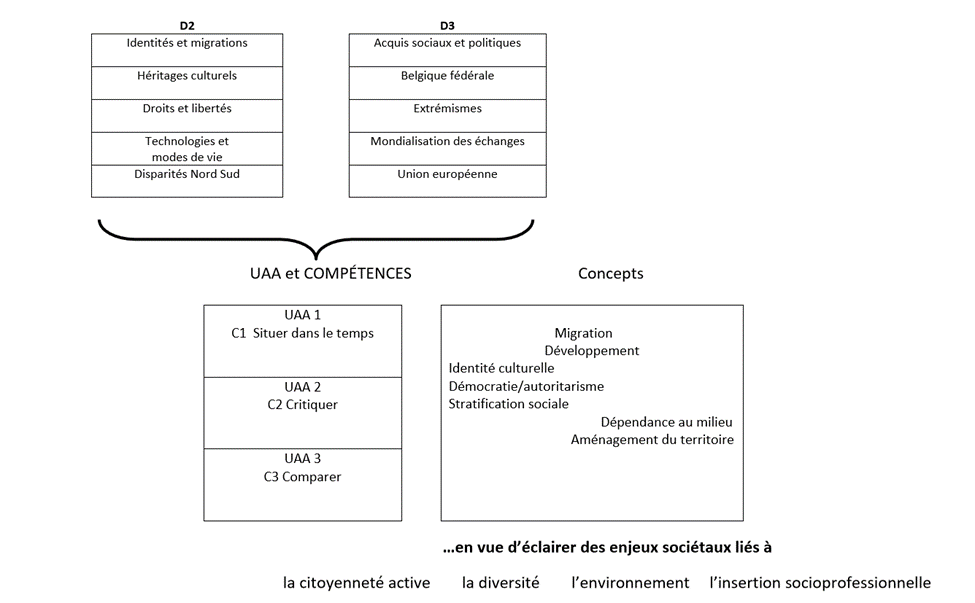 D2
Identités et migrations
Héritages culturels
Droits et libertés
Technologies et
modes de vie
Disparités Nord Sud
D3
Acquis sociaux et politiques
Belgique fédérale
Extrémismes
Mondialisation des échanges
Union européenne
UAA et COMPÉTENCES
UAA 1
C1 Situer dans le temps
UAA 2
C2 Critiquer
UAA 3
C3 Comparer
Concepts
Migration
Développement
Identité culturelle
Démocratie/autoritarisme
Stratification sociale
Dépendance au milieu
Aménagement du territoire
…en vue d’éclairer des enjeux sociétaux liés à
la citoyenneté active la diversité l’environnement l’insertion socioprofessionnelle